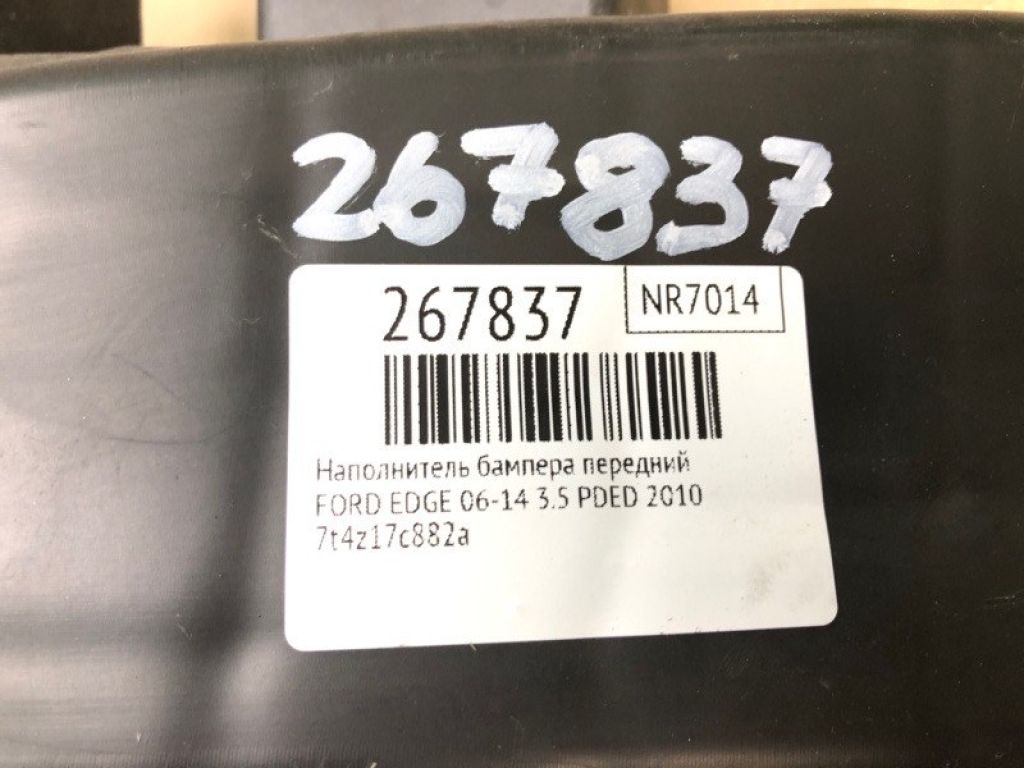 267837
267837 NR7014
Наполнитель бампера передний
FORD EDGE 06-14 3.5 PDED 2010
7t4z17c882a